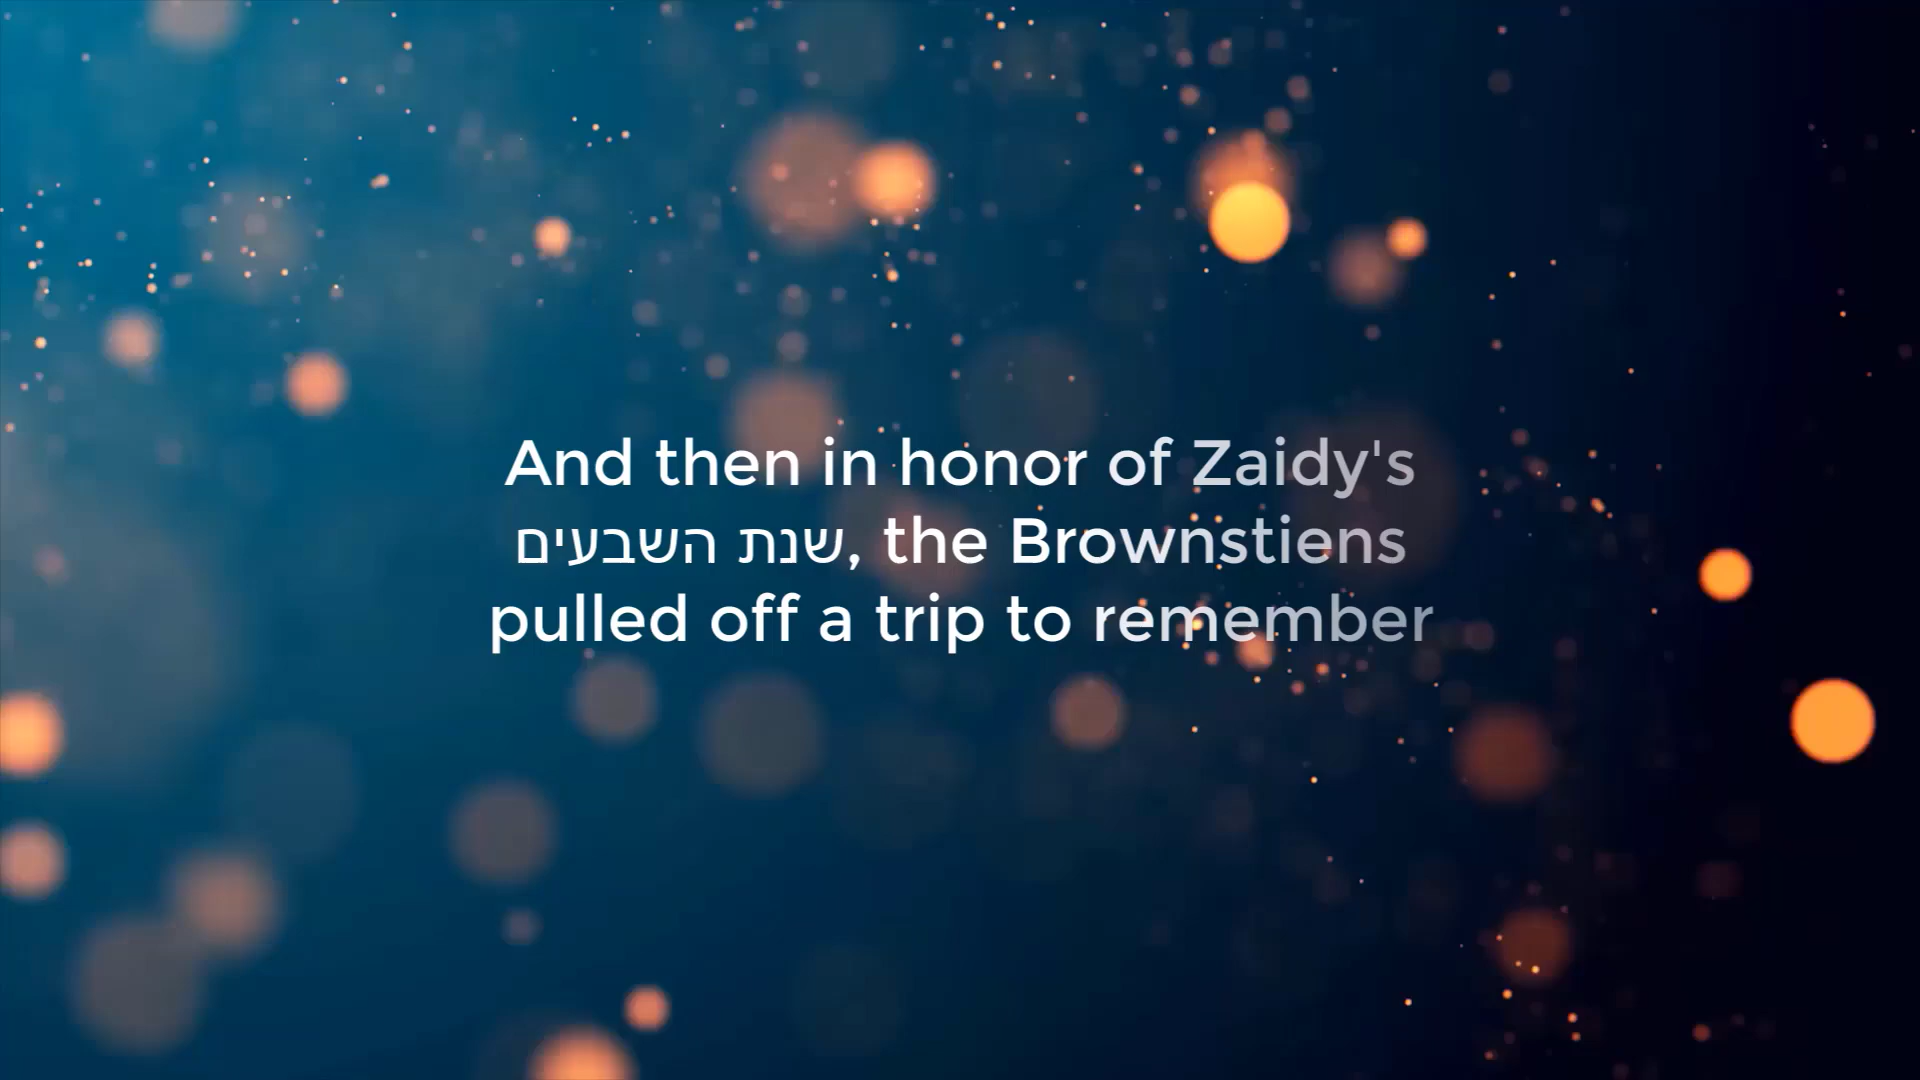 And then in honor of Zaidy's
שנת השבעים, the Brownstiens
pulled off a trip to remember